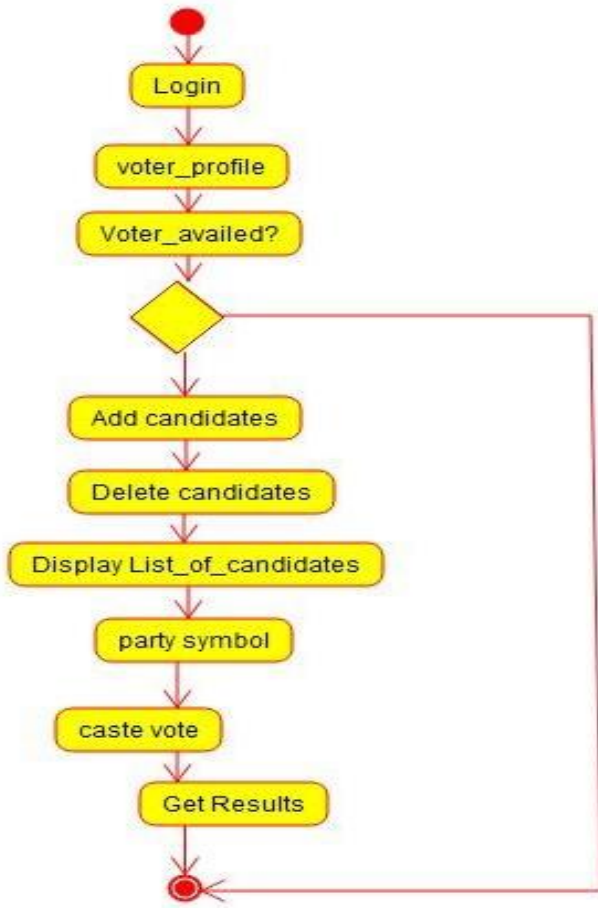 Login
voter_profile
Voter_availed?
Add candidates
Delete candidates
Display List_of_candidates
party symbol
caste vote
Get Results